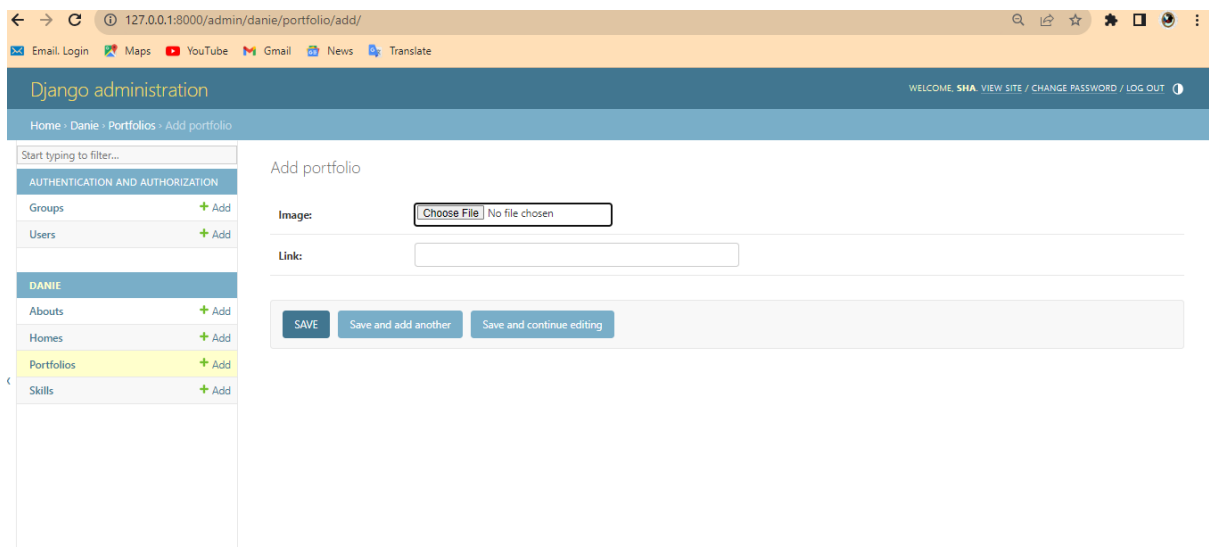 127.0.0.1:8000/admin/danie/portfolio/add/
Email. Login Maps YouTube Gmail News Translate
Django administration
WELCOME, SHA. VIEW SITE / CHANGE PASSWORD / LOG OUT
Home › Danie › Portfolios › Add portfolio
Start typing to filter...
AUTHENTICATION AND AUTHORIZATION
Groups + Add
Users + Add
DANIE
Abouts + Add
Homes + Add
Portfolios + Add
Skills + Add
Add portfolio
Image: Choose File No file chosen
Link:
SAVE Save and add another Save and continue editing